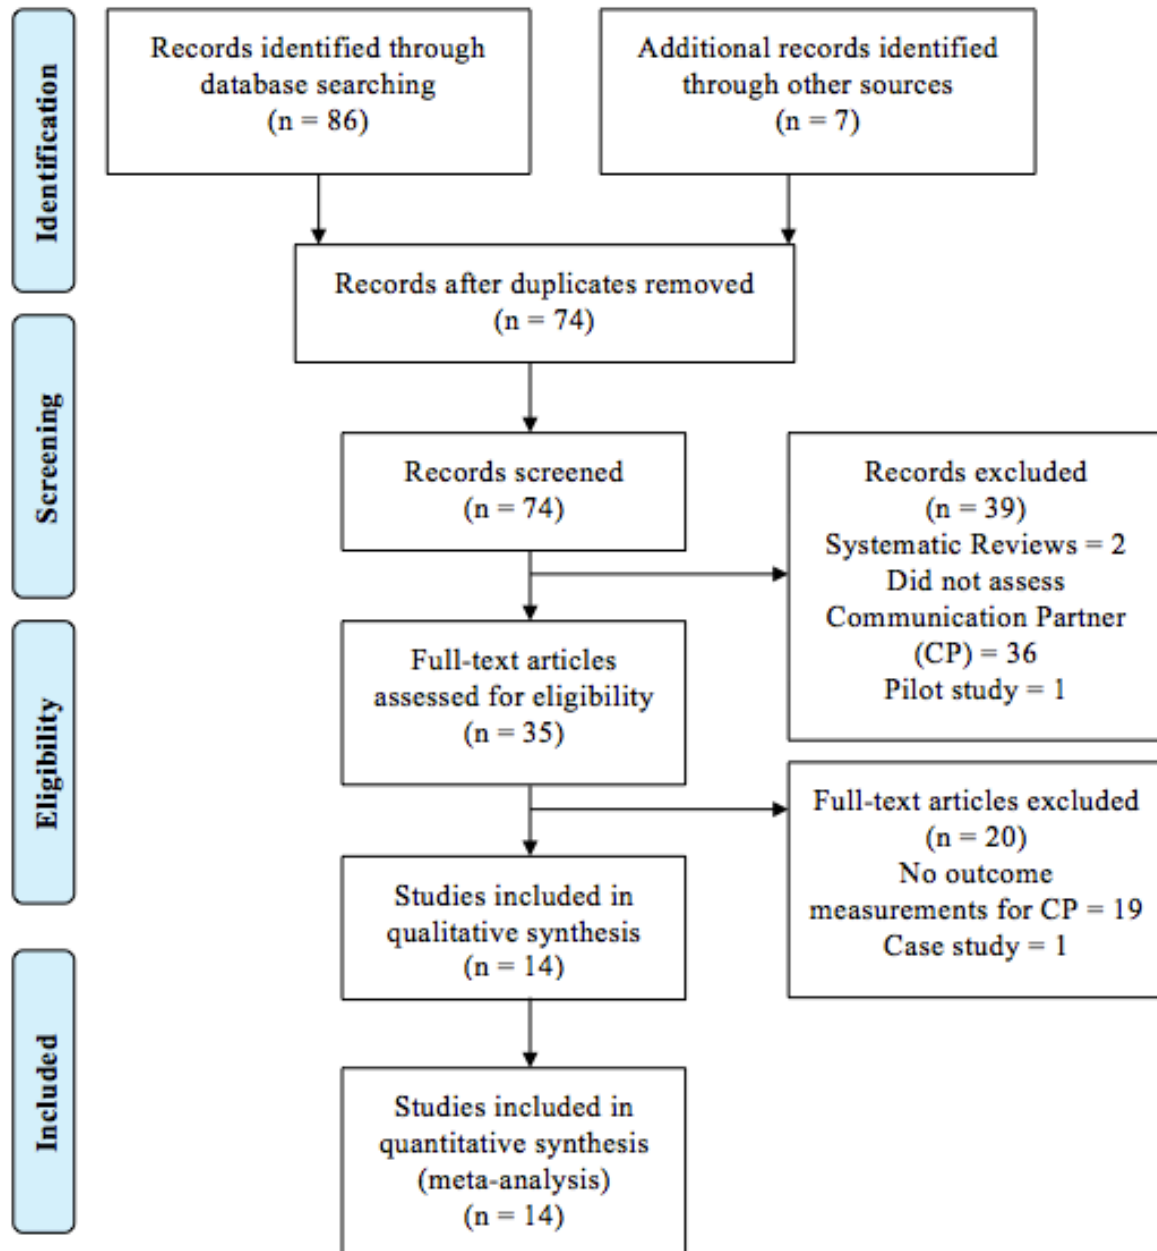 Identification
Records identified through
database searching
(n = 86)
Additional records identified
through other sources
(n = 7)
Records after duplicates removed
(n = 74)
Screening
Records screened
(n = 74)
Records excluded
(n = 39)
Systematic Reviews = 2
Did not assess
Communication Partner
(CP) = 36
Pilot study = 1
Eligibility
Full-text articles
assessed for eligibility
(n = 35)
Full-text articles excluded
(n = 20)
No outcome
measurements for CP = 19
Case study = 1
Studies included in
qualitative synthesis
(n = 14)
Included
Studies included in
quantitative synthesis
(meta-analysis)
(n = 14)